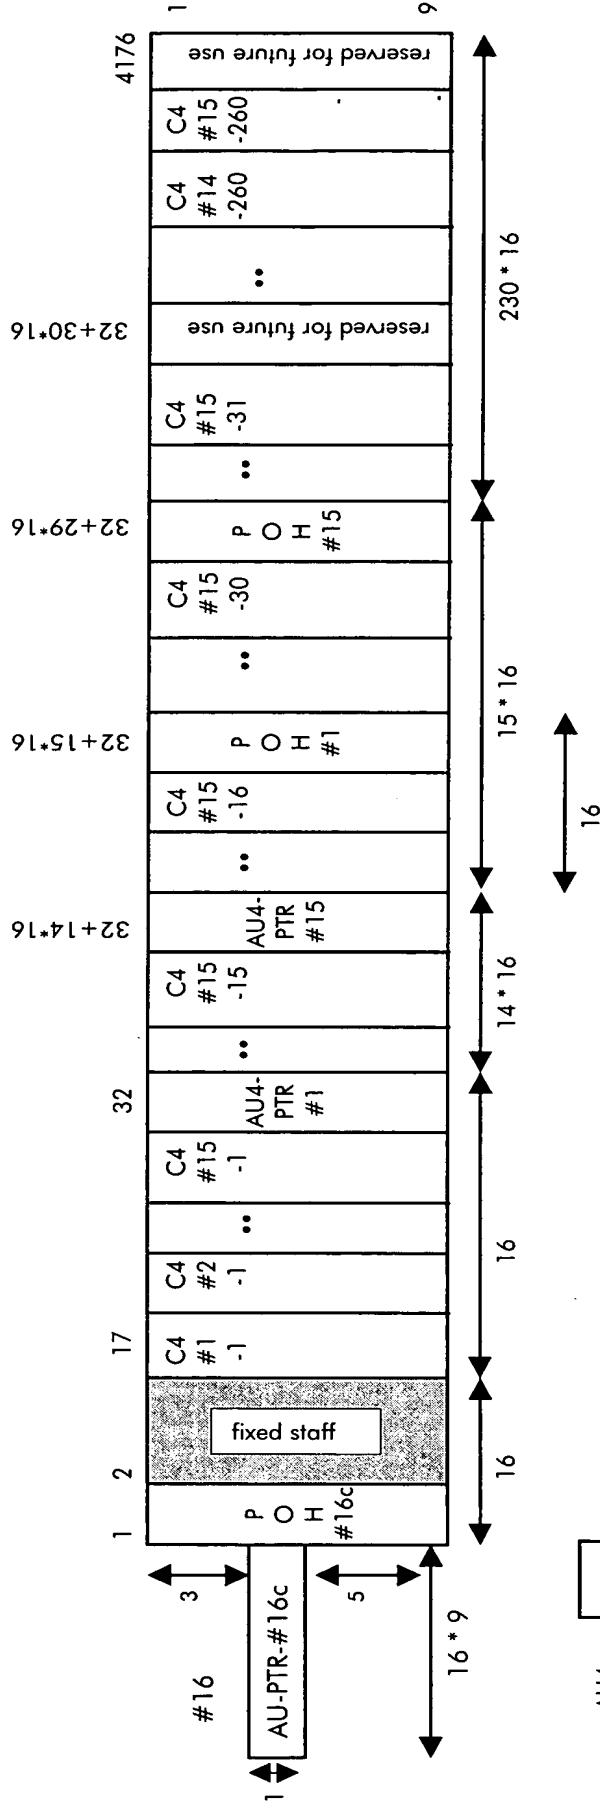 4176
1
9
reserved for future use
C4
#15
-260
C4
#14
-260
••
32+30*16
reserved for future use
C4
#15
-31
••
230 * 16
32+29*16
P
O
H
#15
C4
#15
-30
••
32+15*16
P
O
H
#1
C4
#15
-16
••
15 * 16
16
32+14*16
AU4-
PTR
#15
C4
#15
-15
••
14 * 16
32
AU4-
PTR
#1
C4
#15
-1
••
C4
#2
-1
17
C4
#1
-1
16
2
fixed staff
16
1
P
O
H
#16c
3
5
#16
AU-PTR-#16c
1
16 * 9